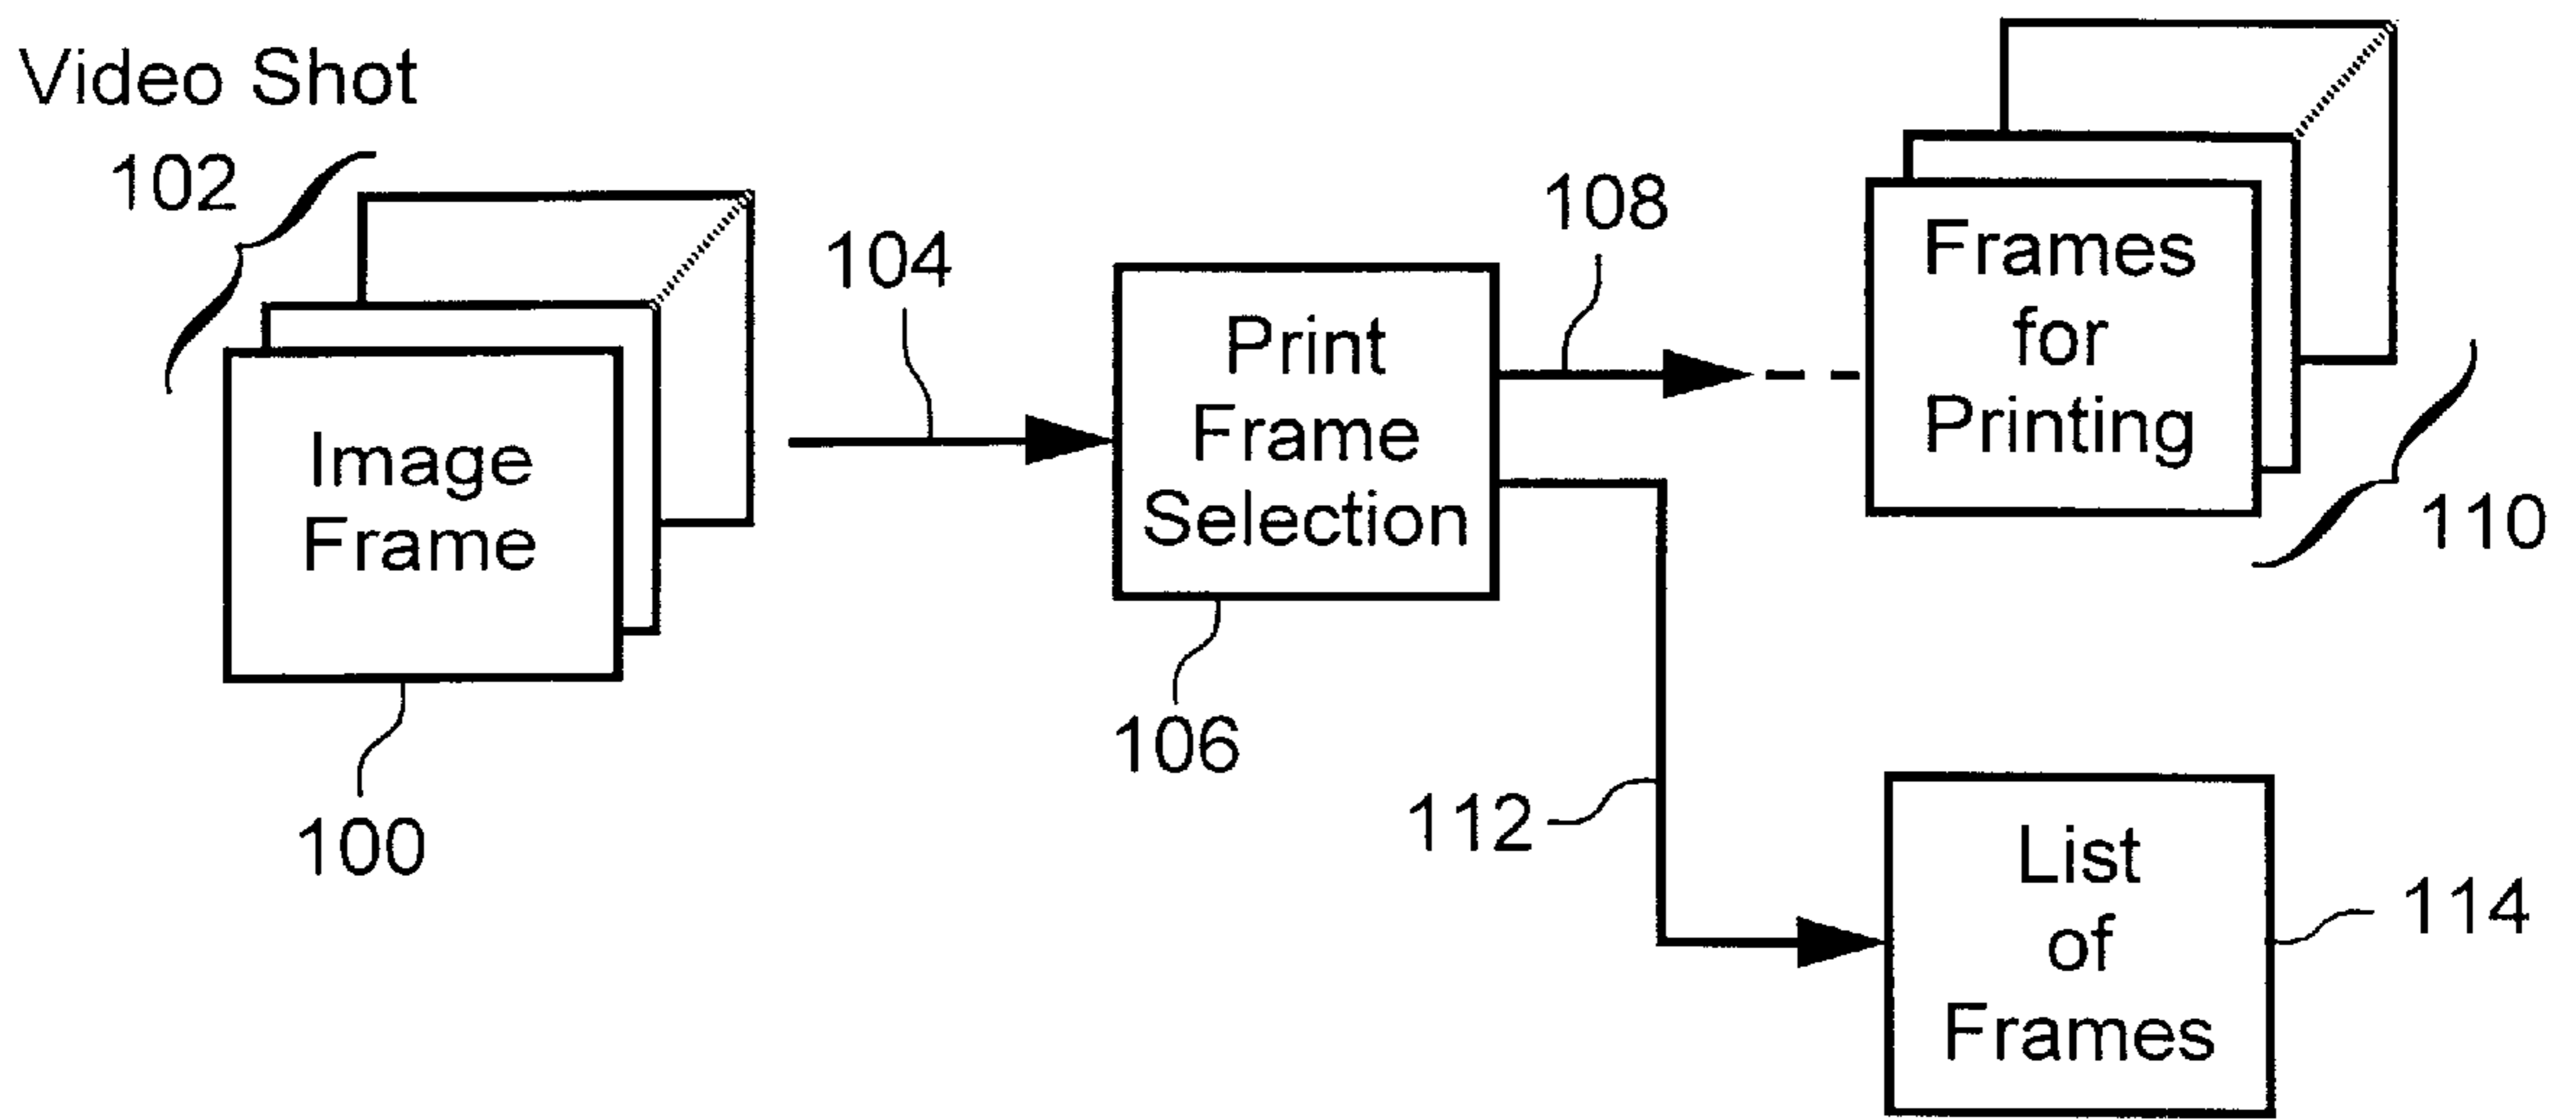 Video Shot
102
Image
Frame
100
104
Print
Frame
Selection
106
108
Frames
for
Printing
110
112
List
of
Frames
114